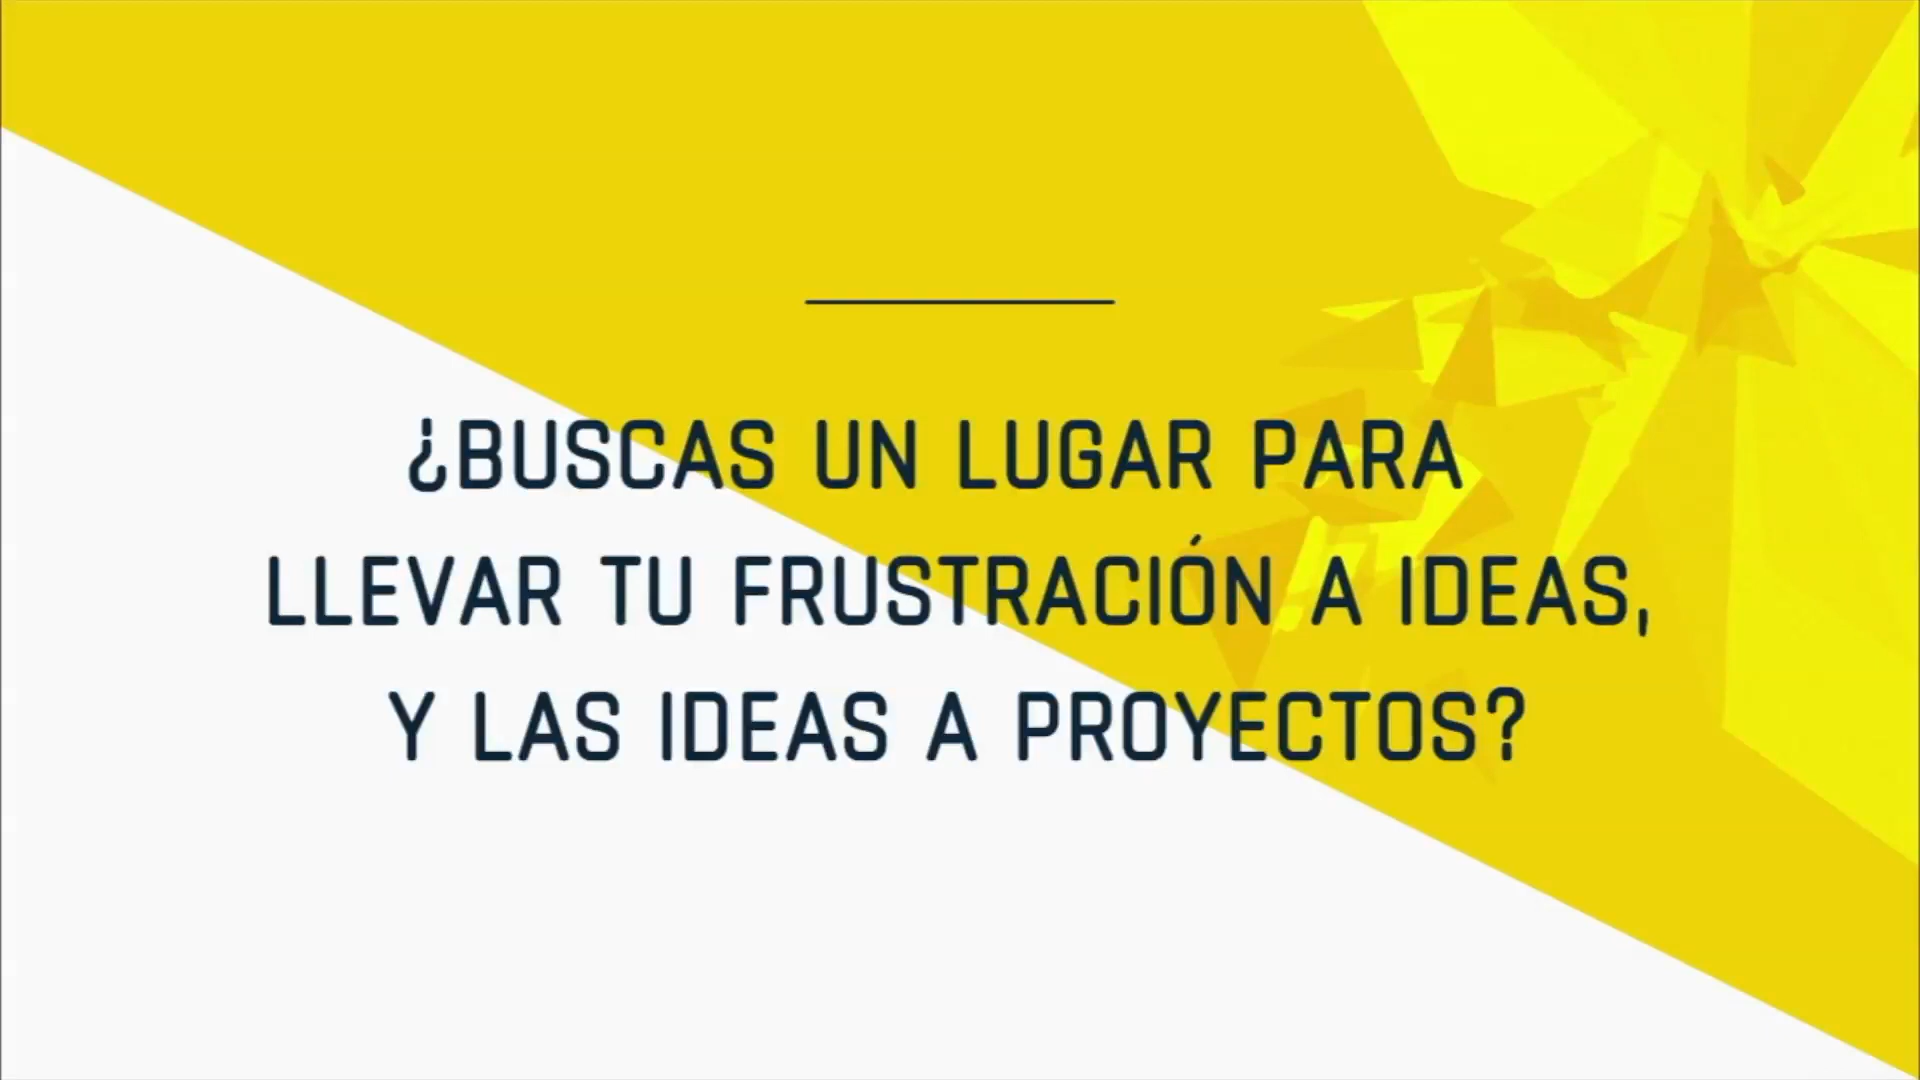 ¿BUSCAS UN LUGAR PARA
LLEVAR TU FRUSTRACIÓN A IDEAS,
Y LAS IDEAS A PROYECTOS?